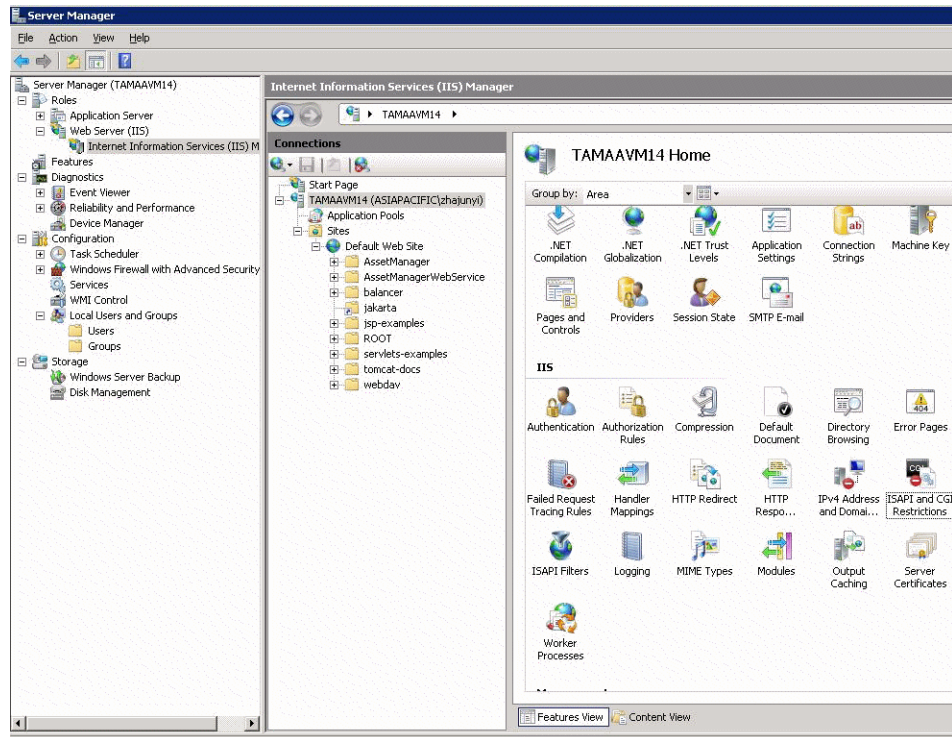 Server Manager
File Action View Help
Server Manager (TAMAAVM14)
Roles
Application Server
Web Server (IIS)
Internet Information Services (IIS) M
Features
Diagnostics
Event Viewer
Reliability and Performance
Device Manager
Configuration
Task Scheduler
Windows Firewall with Advanced Security
Services
WMI Control
Local Users and Groups
Users
Groups
Storage
Windows Server Backup
Disk Management
Internet Information Services (IIS) Manager
TAMAAVM14
Connections
Start Page
TAMAAVM14 (ASIAPACIFIC\zhajunyi)
Application Pools
Sites
Default Web Site
AssetManager
AssetManagerWebService
balancer
jakarta
jsp-examples
ROOT
servlets-examples
tomcat-docs
webdav
TAMAAVM14 Home
Group by: Area
.NET Compilation
.NET Globalization
.NET Trust Levels
Application Settings
ab
Connection Strings
Machine Key
Pages and Controls
Providers
Session State
SMTP E-mail
IIS
Authentication
Authorization Rules
Compression
Default Document
Directory Browsing
404
Error Pages
Failed Request Tracing Rules
Handler Mappings
HTTP Redirect
HTTP Respo...
IPv4 Address and Domai...
ISAPI and CGI Restrictions
ISAPI Filters
Logging
MIME Types
Modules
Output Caching
Server Certificates
Worker Processes
Features View
Content View